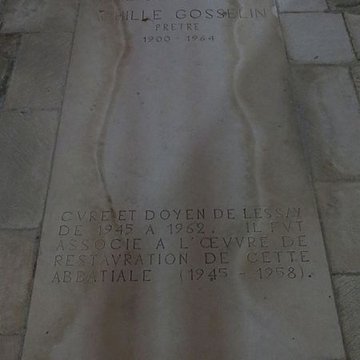 GOSSELIN
PRETRE
1900 - 1964
CVRE ET DOYEN DE LESSAY
DE 1945 A 1962. IL FVT
ASSOCIE A L'ŒVVRE DE
RESTAVRATION DE CETTE
ABBATIALE (1945 - 1958).